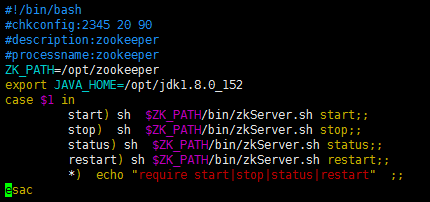 #!/bin/bash
#chkconfig:2345 20 90
#description:zookeeper
#processname:zookeeper
ZK_PATH=/opt/zookeeper
export JAVA_HOME=/opt/jdk1.8.0_152
case $1 in
         start) sh  $ZK_PATH/bin/zkServer.sh start;;
         stop)  sh  $ZK_PATH/bin/zkServer.sh stop;;
         status) sh $ZK_PATH/bin/zkServer.sh status;;
         restart) sh $ZK_PATH/bin/zkServer.sh restart;;
         *)  echo "require start|stop|status|restart"  ;;
esac